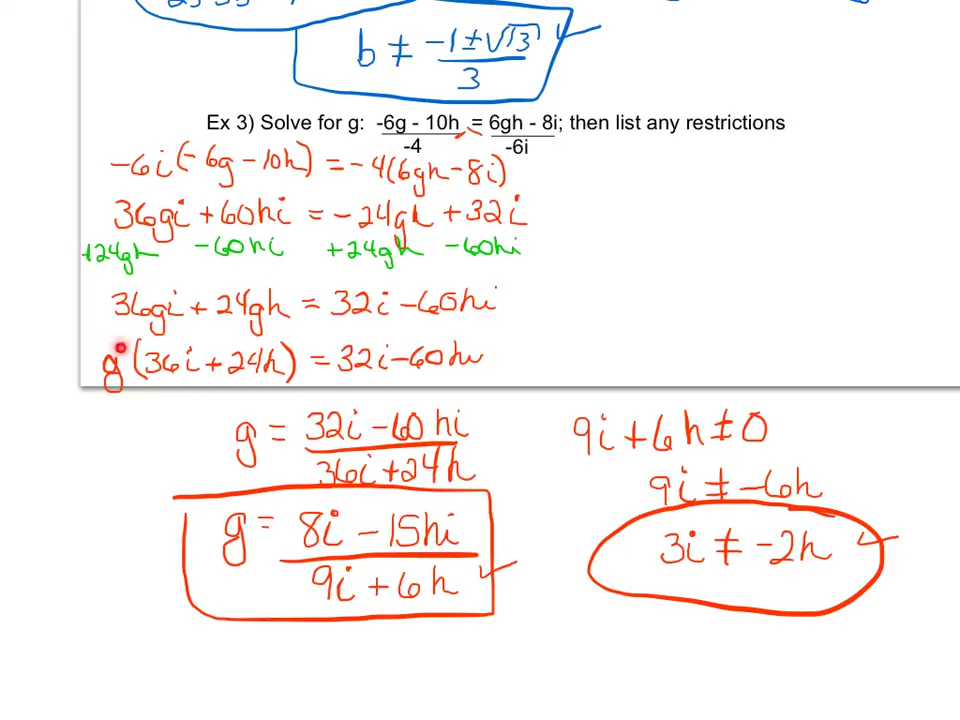 b ≠ -1 ± √13
3
Ex 3) Solve for g: -6g - 10h = 6gh - 8i; then list any restrictions
-4 -6i
-6i(-6g - 10h) = -4(6gh - 8i)
36gi + 60hi = -24gh + 32i
+24gh -60hi +24gh -60hi
36gi + 24gh = 32i - 60hi
g(36i + 24h) = 32i - 60hi
g = 32i - 60hi
36i + 24h
9i + 6h ≠ 0
9i ≠ -6h
3i ≠ -2h
g = 8i - 15hi
9i + 6h